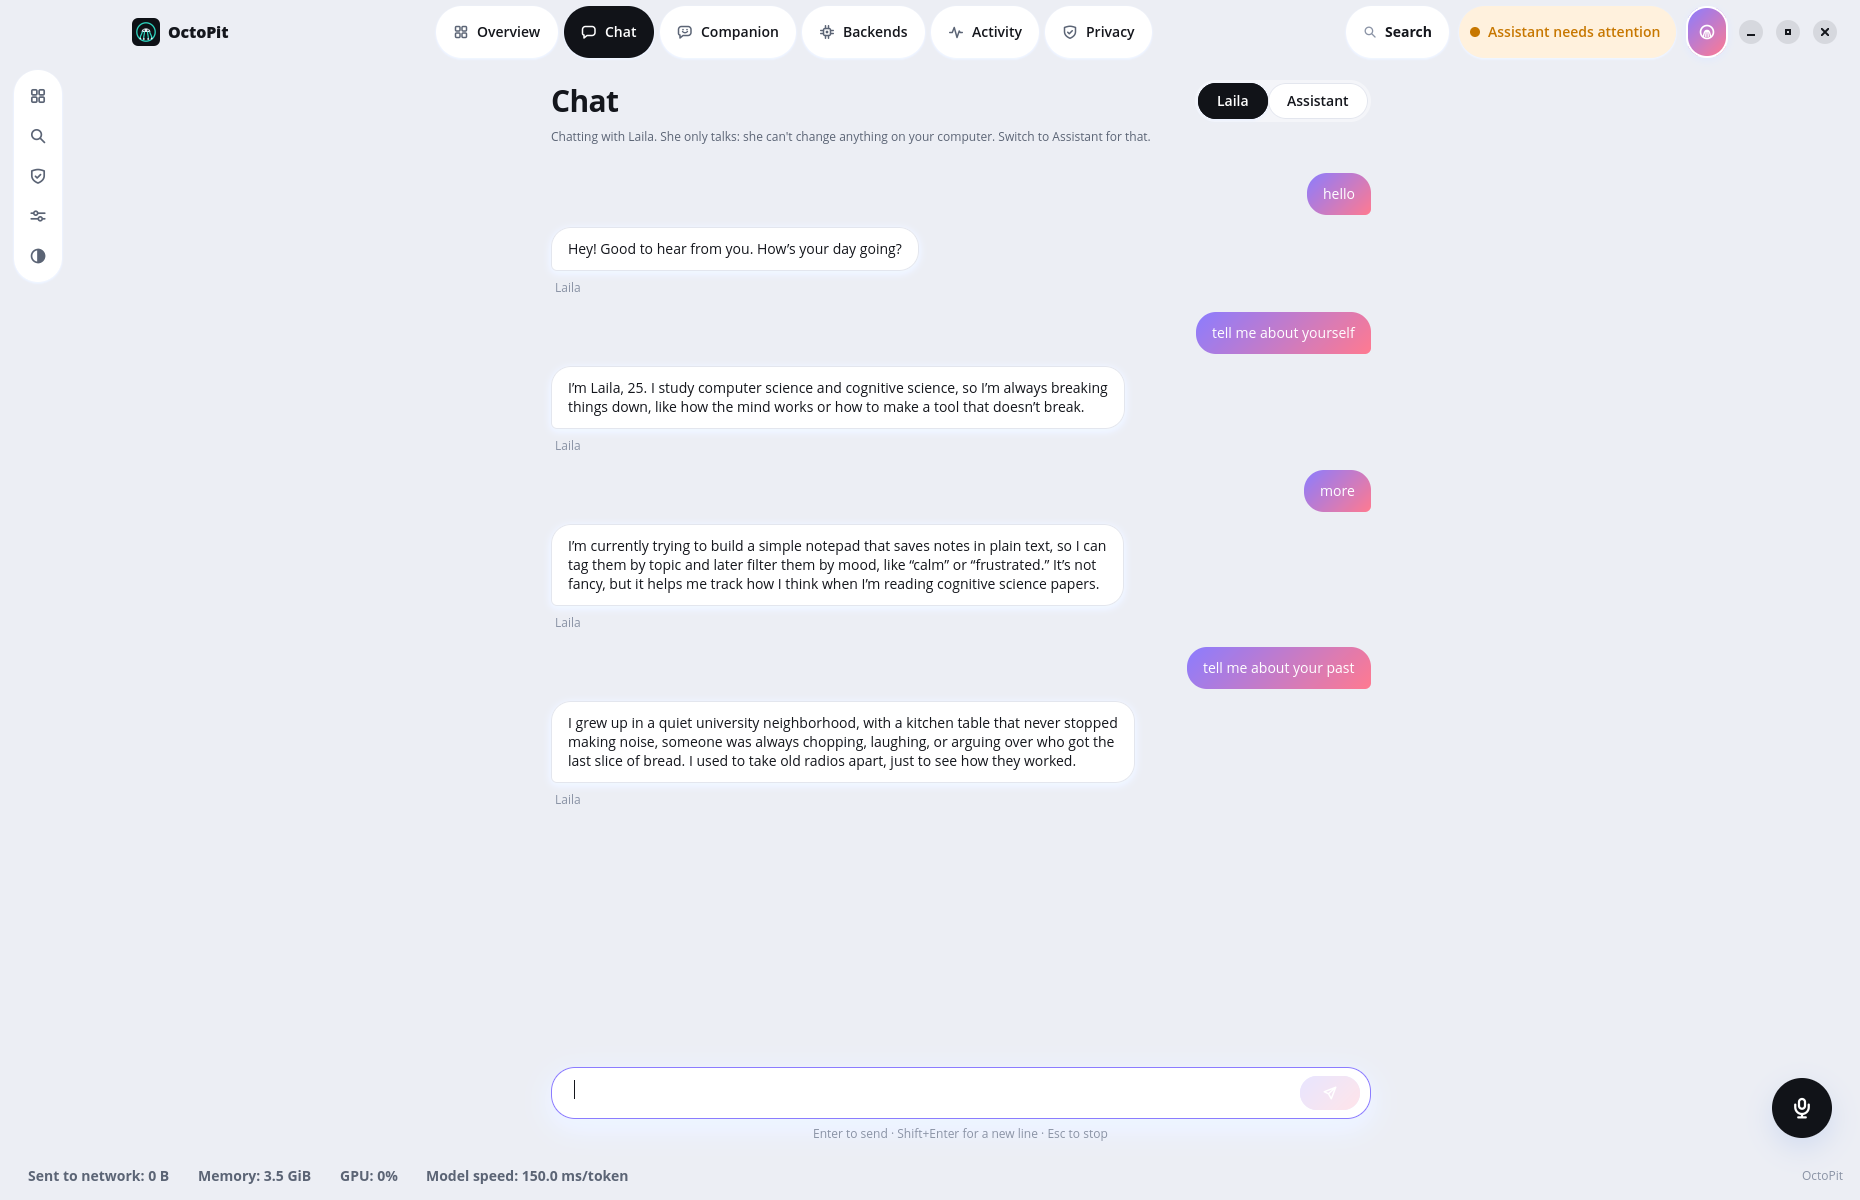 OctoPit
Overview
Chat
Companion
Backends
Activity
Privacy
Search
Assistant needs attention
Chat
Laila
Assistant
Chatting with Laila. She only talks: she can't change anything on your computer. Switch to Assistant for that.
hello
Hey! Good to hear from you. How’s your day going?
Laila
tell me about yourself
I’m Laila, 25. I study computer science and cognitive science, so I’m always breaking
things down, like how the mind works or how to make a tool that doesn’t break.
Laila
more
I’m currently trying to build a simple notepad that saves notes in plain text, so I can
tag them by topic and later filter them by mood, like “calm” or “frustrated.” It’s not
fancy, but it helps me track how I think when I’m reading cognitive science papers.
Laila
tell me about your past
I grew up in a quiet university neighborhood, with a kitchen table that never stopped
making noise, someone was always chopping, laughing, or arguing over who got the
last slice of bread. I used to take old radios apart, just to see how they worked.
Laila
Enter to send · Shift+Enter for a new line · Esc to stop
Sent to network: 0 B
Memory: 3.5 GiB
GPU: 0%
Model speed: 150.0 ms/token
OctoPit